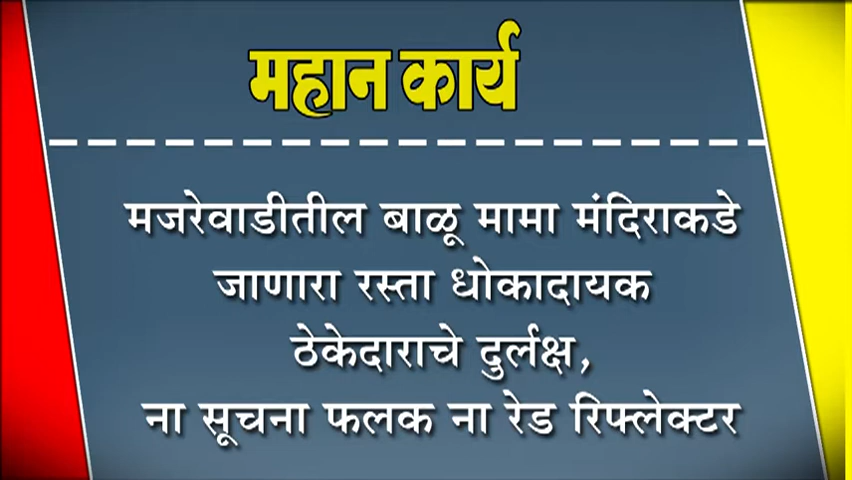 महान कार्य
मजरेवाडीतील बाळू मामा मंदिराकडे
जाणारा रस्ता धोकादायक
ठेकेदाराचे दुर्लक्ष,
ना सूचना फलक ना रेड रिफ्लेक्टर